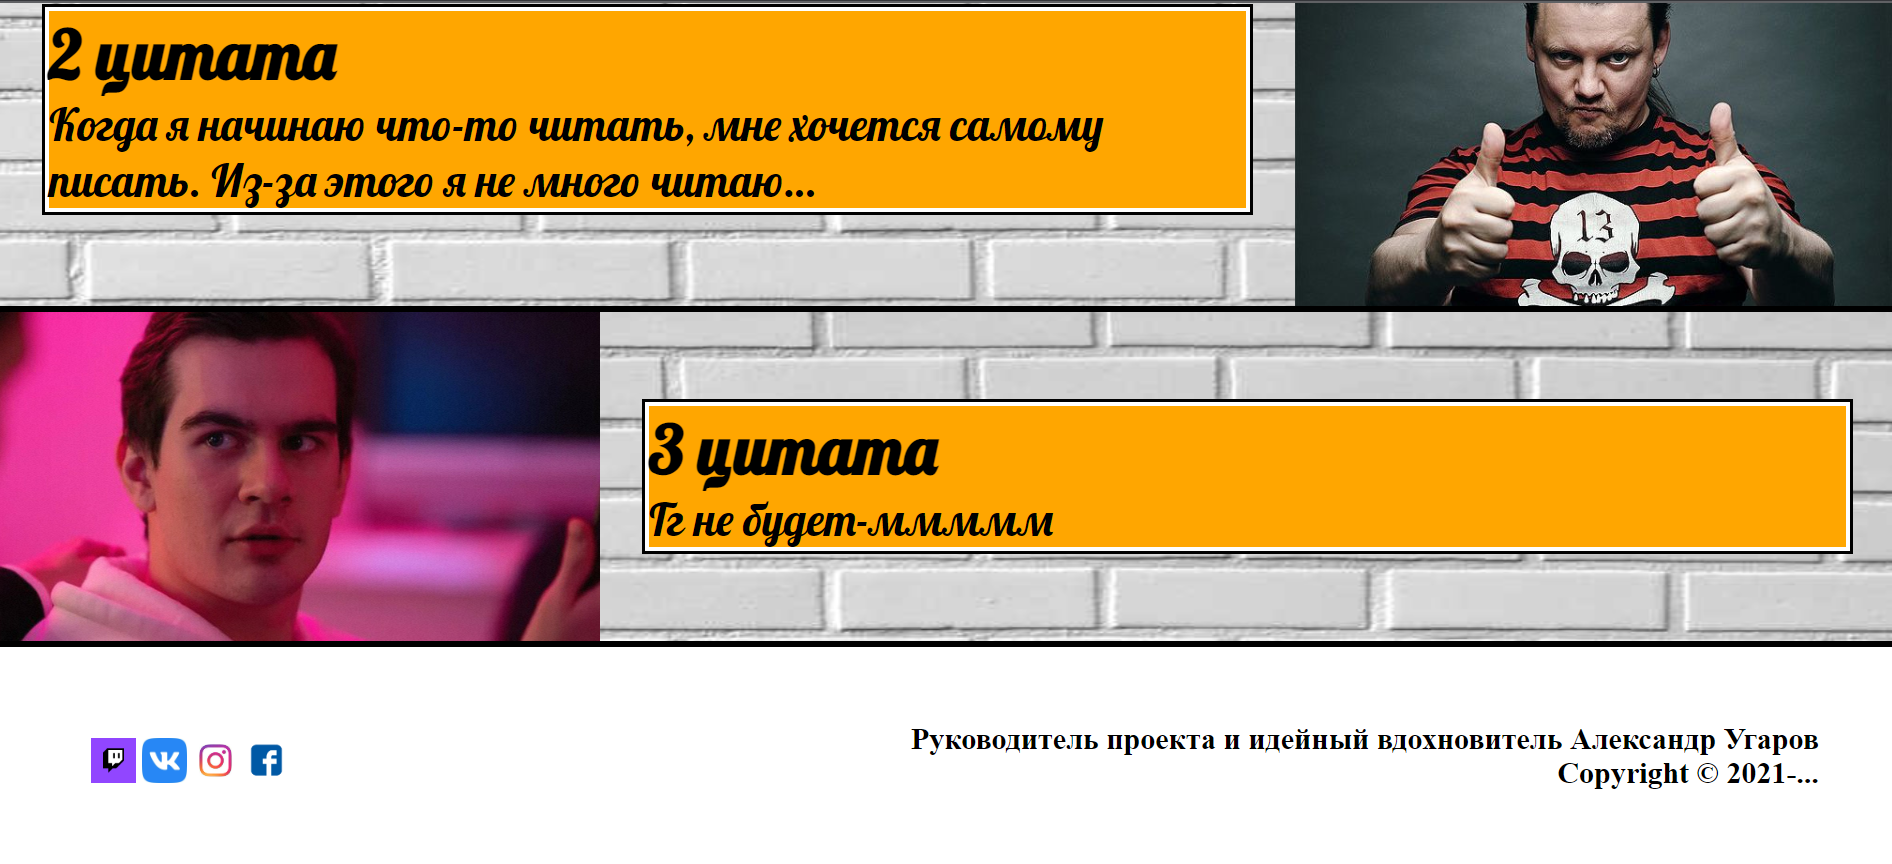 2 цитата
Когда я начинаю что-то читать, мне хочется самому
писать. Из-за этого я не много читаю...
13
3 цитата
Гг не будет-ммммм
Руководитель проекта и идейный вдохновитель Александр Угаров
Copyright © 2021-...